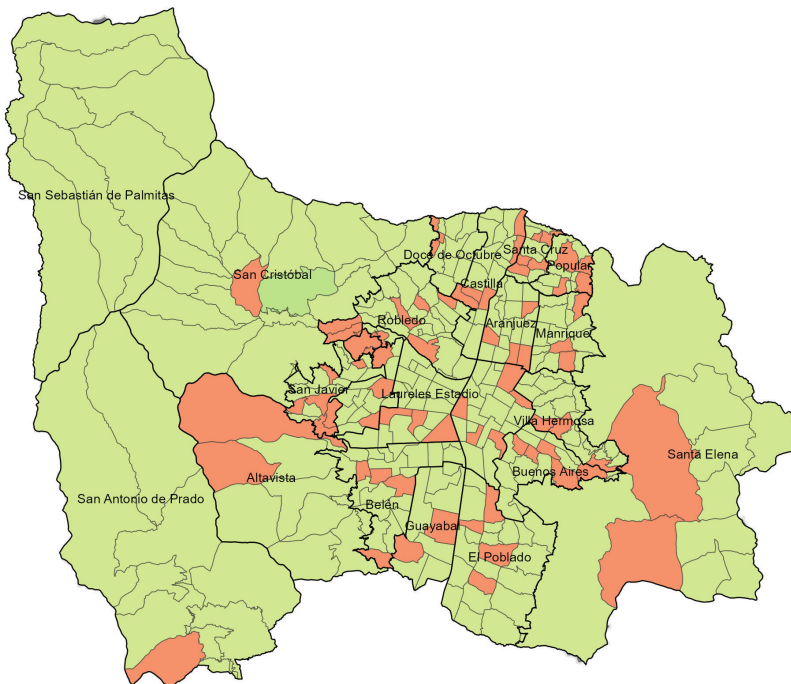 San Sebastián de Palmitas
Doce de Octubre
Santa Cruz
Popular
San Cristóbal
Castilla
Robledo
Aranjuez
Manrique
San Javier
Laureles Estadio
Villa Hermosa
Santa Elena
Buenos Aires
Altavista
San Antonio de Prado
Belén
Guayabal
El Poblado